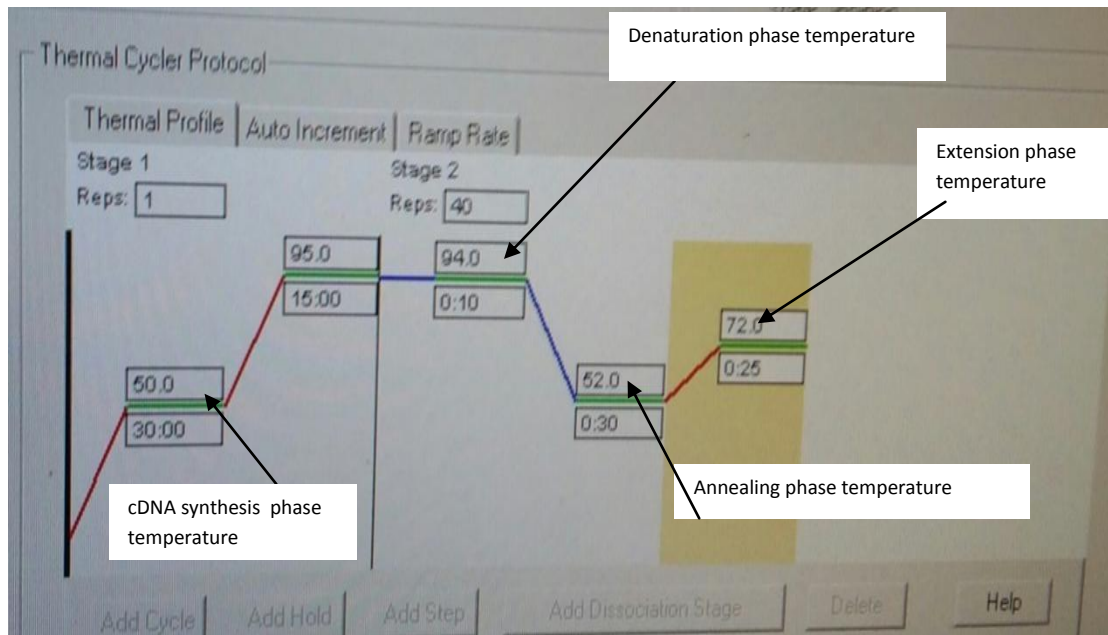 Denaturation phase temperature
Thermal Cycler Protocol
Thermal Profile
Auto Increment
Ramp Rate
Extension phase
temperature
Stage 1
Reps: 1
Stage 2
Reps: 40
95.0
15:00
94.0
0:10
72.0
0:25
50.0
30:00
52.0
0:30
cDNA synthesis phase
temperature
Annealing phase temperature
Add Cycle
Add Hold
Add Step
Add Dissociation Stage
Delete
Help